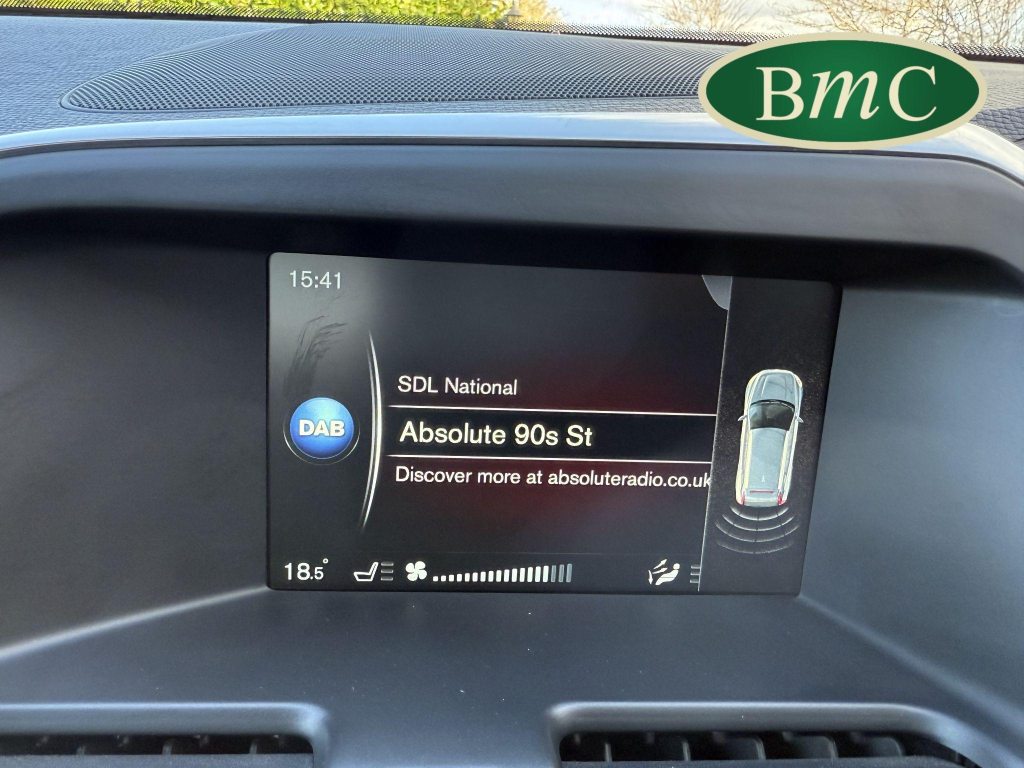 BmC
15:41
SDL National
DAB
Absolute 90s St
Discover more at absoluteradio.co.uk
18.5°